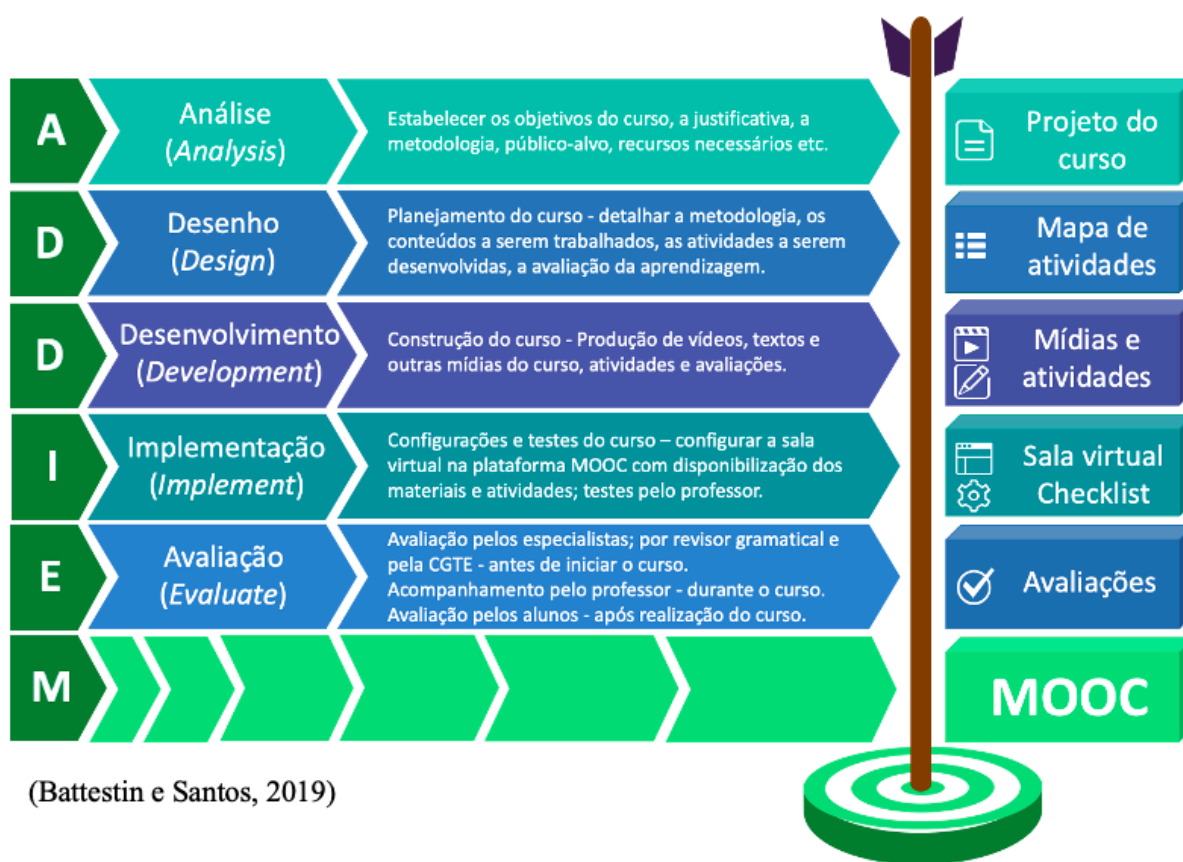 A
Análise
(Analysis)
Estabelecer os objetivos do curso, a justificativa, a
metodologia, público-alvo, recursos necessários etc.
Projeto do
curso
D
Desenho
(Design)
Planejamento do curso - detalhar a metodologia, os
conteúdos a serem trabalhados, as atividades a serem
desenvolvidas, a avaliação da aprendizagem.
Mapa de
atividades
D
Desenvolvimento
(Development)
Construção do curso - Produção de vídeos, textos e
outras mídias do curso, atividades e avaliações.
Mídias e
atividades
I
Implementação
(Implement)
Configurações e testes do curso – configurar a sala
virtual na plataforma MOOC com disponibilização dos
materiais e atividades; testes pelo professor.
Sala virtual
Checklist
E
Avaliação
(Evaluate)
Avaliação pelos especialistas; por revisor gramatical e
pela CGTE - antes de iniciar o curso.
Acompanhamento pelo professor - durante o curso.
Avaliação pelos alunos - após realização do curso.
Avaliações
M
MOOC
(Battestin e Santos, 2019)